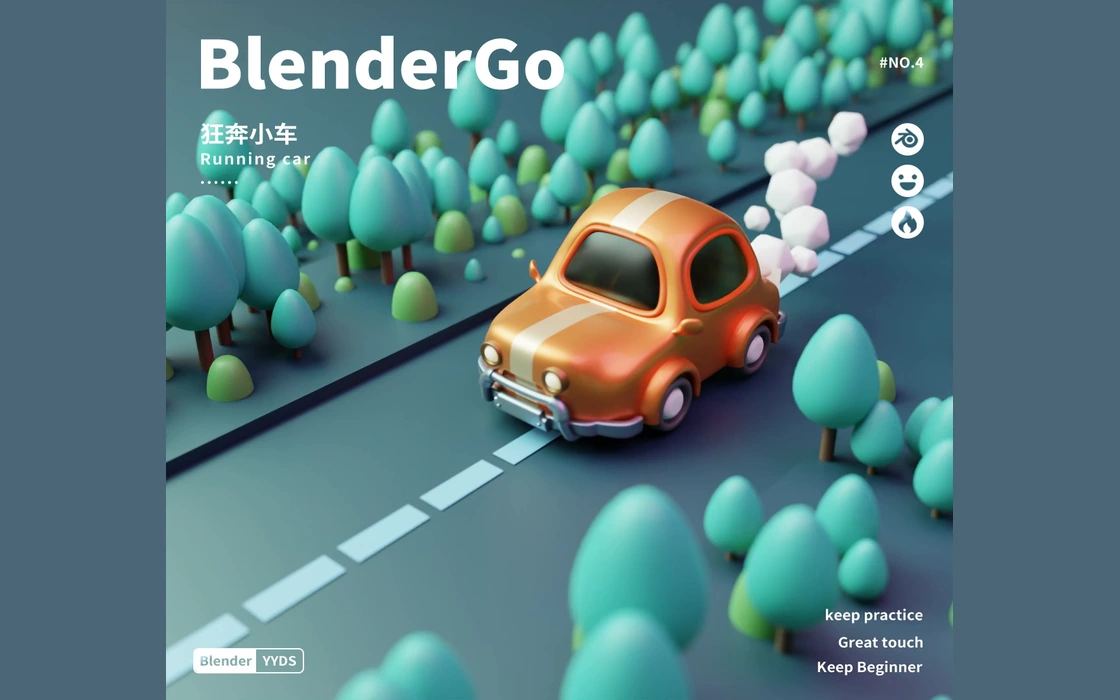 BlenderGo
#NO.4
狂奔小车
Running car
......
keep practice
Great touch
Keep Beginner
Blender YYDS